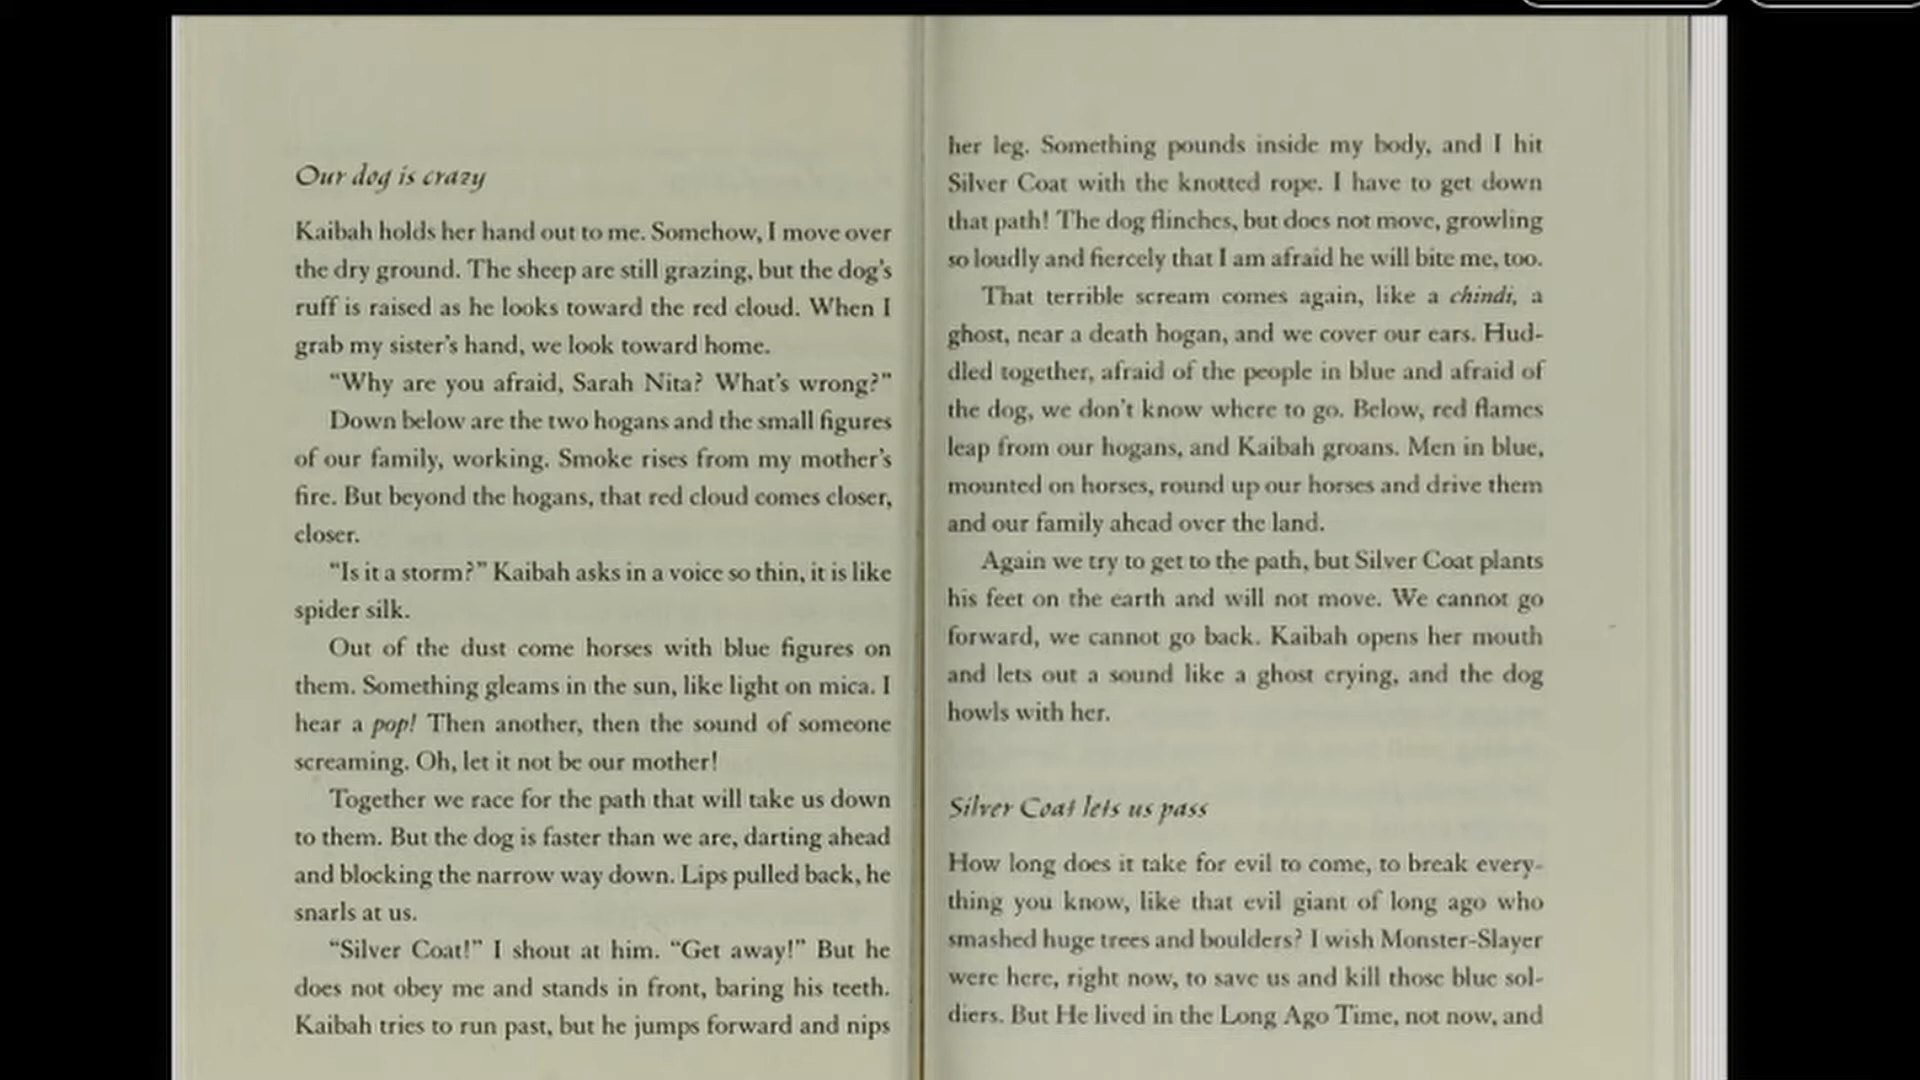 Our dog is crazy
Kaibah holds her hand out to me. Somehow, I move over
the dry ground. The sheep are still grazing, but the dog's
ruff is raised as he looks toward the red cloud. When I
grab my sister's hand, we look toward home.
"Why are you afraid, Sarah Nita? What's wrong?"
Down below are the two hogans and the small figures
of our family, working. Smoke rises from my mother's
fire. But beyond the hogans, that red cloud comes closer,
closer.
"Is it a storm?" Kaibah asks in a voice so thin, it is like
spider silk.
Out of the dust come horses with blue figures on
them. Something gleams in the sun, like light on mica. I
hear a pop! Then another, then the sound of someone
screaming. Oh, let it not be our mother!
Together we race for the path that will take us down
to them. But the dog is faster than we are, darting ahead
and blocking the narrow way down. Lips pulled back, he
snarls at us.
"Silver Coat!" I shout at him. "Get away!" But he
does not obey me and stands in front, baring his teeth.
Kaibah tries to run past, but he jumps forward and nips
her leg. Something pounds inside my body, and I hit
Silver Coat with the knotted rope. I have to get down
that path! The dog flinches, but does not move, growling
so loudly and fiercely that I am afraid he will bite me, too.
That terrible scream comes again, like a chindi, a
ghost, near a death hogan, and we cover our ears. Hud-
dled together, afraid of the people in blue and afraid of
the dog, we don't know where to go. Below, red flames
leap from our hogans, and Kaibah groans. Men in blue,
mounted on horses, round up our horses and drive them
and our family ahead over the land.
Again we try to get to the path, but Silver Coat plants
his feet on the earth and will not move. We cannot go
forward, we cannot go back. Kaibah opens her mouth
and lets out a sound like a ghost crying, and the dog
howls with her.
Silver Coat lets us pass
How long does it take for evil to come, to break every-
thing you know, like that evil giant of long ago who
smashed huge trees and boulders? I wish Monster-Slayer
were here, right now, to save us and kill those blue sol-
diers. But He lived in the Long Ago Time, not now, and